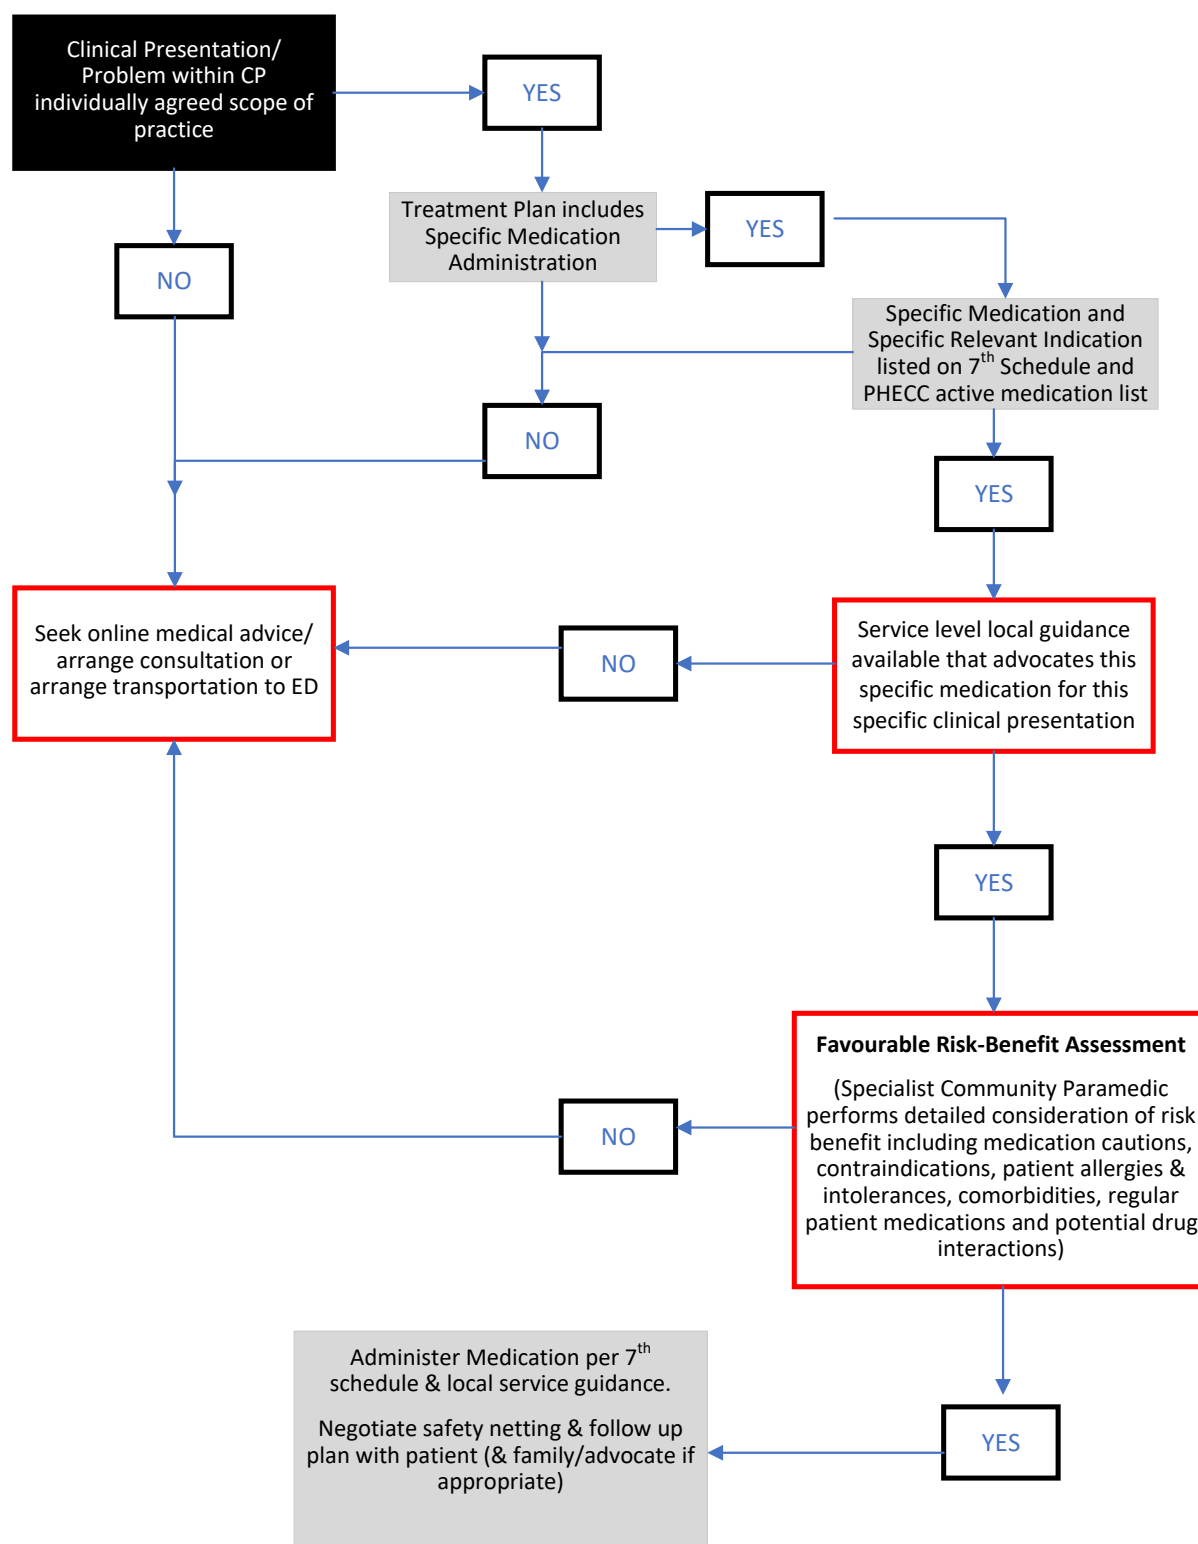 Clinical Presentation/
Problem within CP
individually agreed scope of
practice
YES
Treatment Plan includes
Specific Medication
Administration
YES
NO
Specific Medication and
Specific Relevant Indication
listed on 7th Schedule and
PHECC active medication list
NO
YES
Seek online medical advice/
arrange consultation or
arrange transportation to ED
NO
Service level local guidance
available that advocates this
specific medication for this
specific clinical presentation
YES
Favourable Risk-Benefit Assessment
(Specialist Community Paramedic
performs detailed consideration of risk
benefit including medication cautions,
contraindications, patient allergies &
intolerances, comorbidities, regular
patient medications and potential drug
interactions)
NO
Administer Medication per 7th
schedule & local service guidance.
Negotiate safety netting & follow up
plan with patient (& family/advocate if
appropriate)
YES